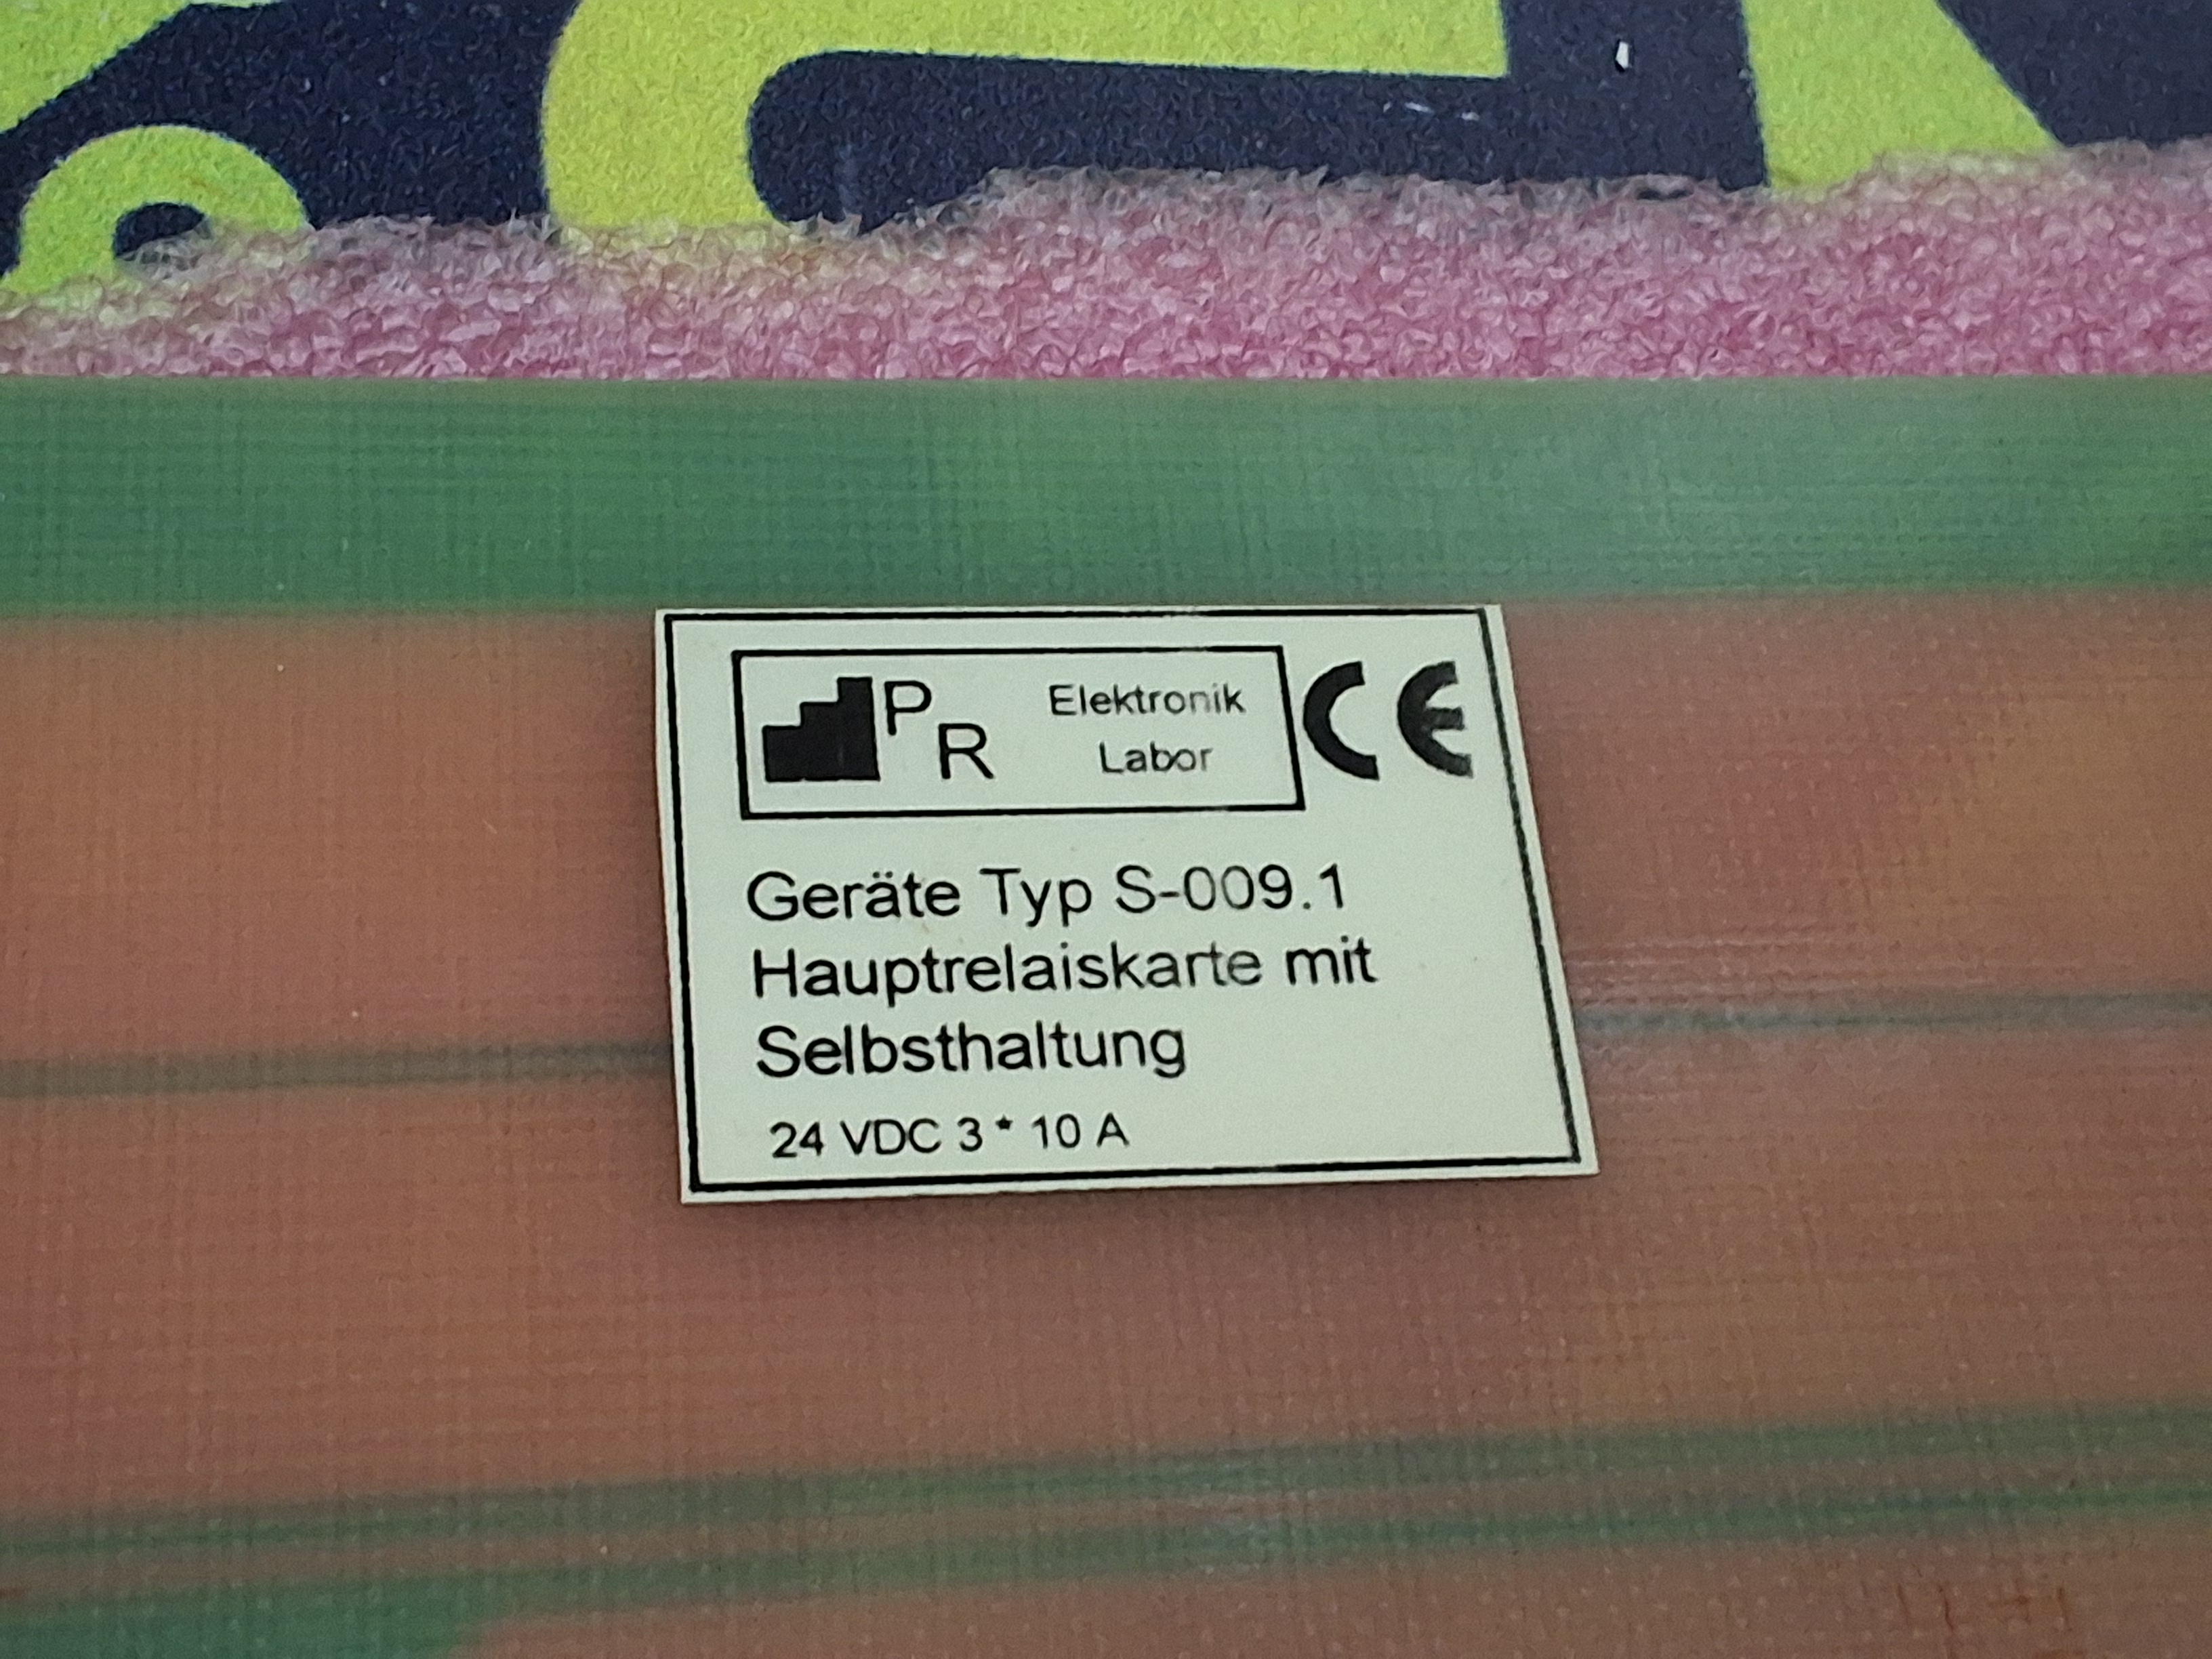 PR Elektronik Labor CE
Geräte Typ S-009.1
Hauptrelaiskarte mit
Selbsthaltung
24 VDC 3 * 10 A